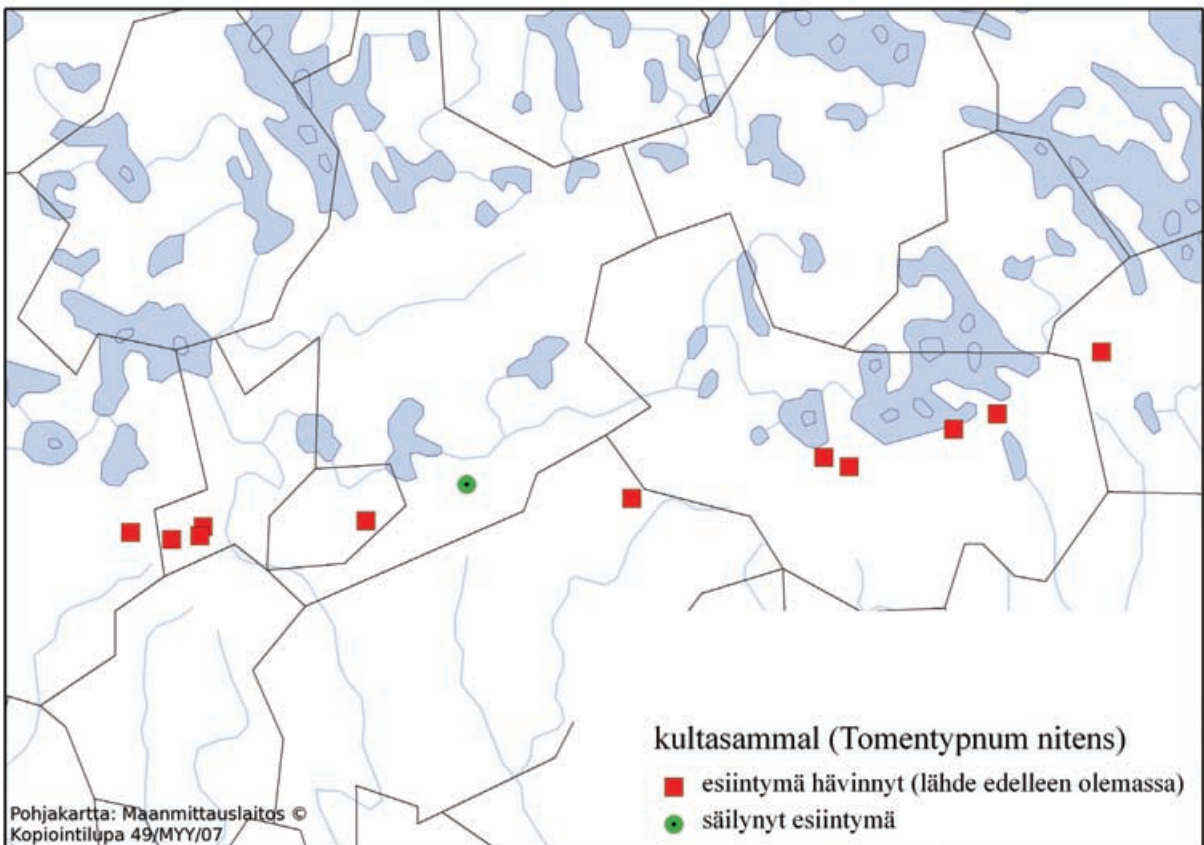 kultasammal (Tomentypnum nitens)
esiintymä hävinnyt (lähde edelleen olemassa)
säilynyt esiintymä
Pohjakartta: Maanmittauslaitos ©
Kopiointilupa 49/MYY/07